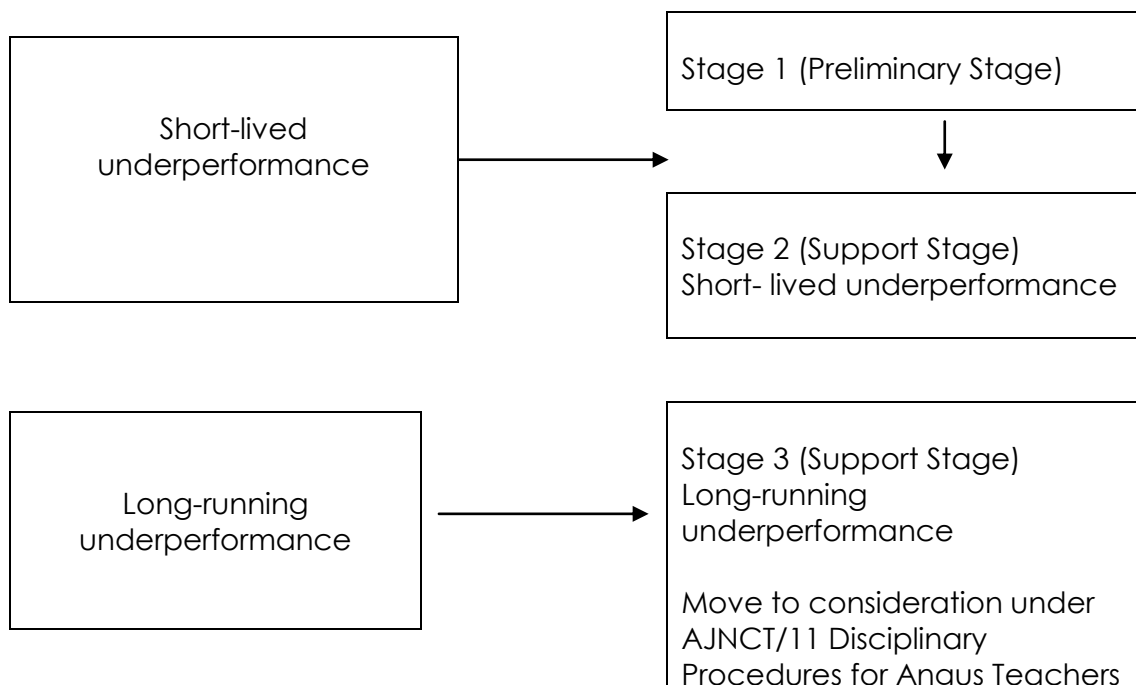 Short-lived
underperformance
Stage 1 (Preliminary Stage)
Stage 2 (Support Stage)
Short- lived underperformance
Long-running
underperformance
Stage 3 (Support Stage)
Long-running
underperformance
Move to consideration under
AJNCT/11 Disciplinary
Procedures for Angus Teachers